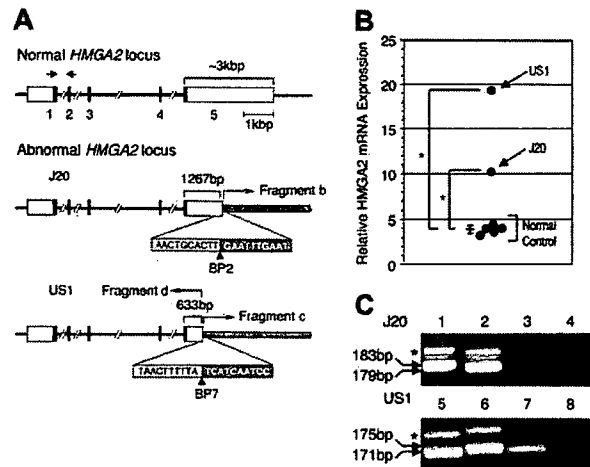 A
Normal HMGA2 locus
~3kbp
1 2 3 4 5
1kbp
Abnormal HMGA2 locus
J20
1267bp
Fragment b
AACTGCACTT GAATTTGAAT
BP2
US1
Fragment d
633bp
Fragment c
TAACTTTTTA TCATCAATCC
BP7
B
Relative HMGA2 mRNA Expression
25
20
15
10
5
0
US1
J20
*
*
Normal
Control
C
J20 1 2 3 4
*
183bp
179bp
US1 5 6 7 8
175bp
*
171bp